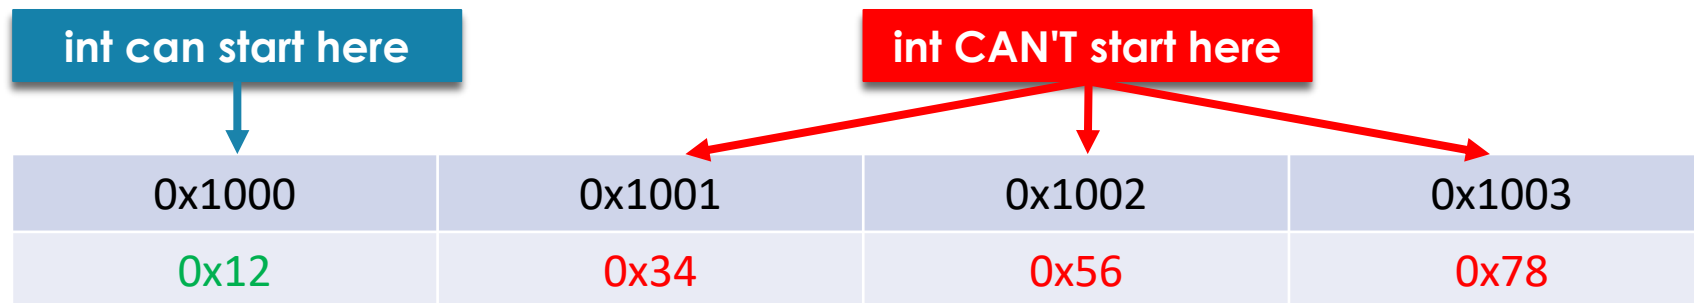 int can start here
int CAN'T start here
0x1000 0x1001 0x1002 0x1003
0x12 0x34 0x56 0x78